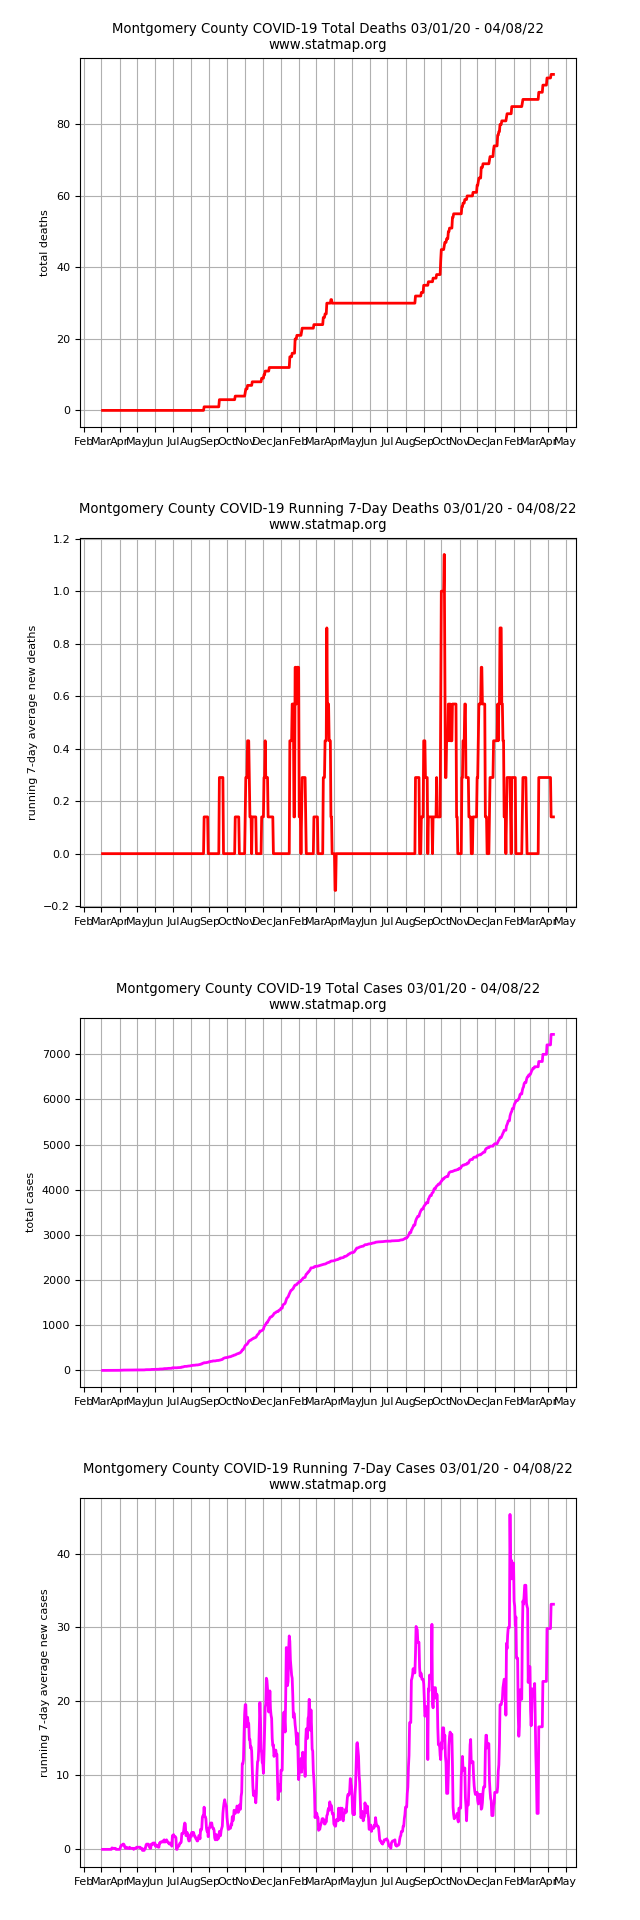 Montgomery County COVID-19 Total Deaths 03/01/20 - 04/08/22
www.statmap.org
total deaths
80
60
40
20
0
Feb Mar Apr May Jun Jul Aug Sep Oct Nov Dec Jan Feb Mar Apr May Jun Jul Aug Sep Oct Nov Dec Jan Feb Mar Apr May
Montgomery County COVID-19 Running 7-Day Deaths 03/01/20 - 04/08/22
www.statmap.org
running 7-day average new deaths
1.2
1.0
0.8
0.6
0.4
0.2
0.0
−0.2
Feb Mar Apr May Jun Jul Aug Sep Oct Nov Dec Jan Feb Mar Apr May Jun Jul Aug Sep Oct Nov Dec Jan Feb Mar Apr May
Montgomery County COVID-19 Total Cases 03/01/20 - 04/08/22
www.statmap.org
total cases
7000
6000
5000
4000
3000
2000
1000
0
Feb Mar Apr May Jun Jul Aug Sep Oct Nov Dec Jan Feb Mar Apr May Jun Jul Aug Sep Oct Nov Dec Jan Feb Mar Apr May
Montgomery County COVID-19 Running 7-Day Cases 03/01/20 - 04/08/22
www.statmap.org
running 7-day average new cases
40
30
20
10
0
Feb Mar Apr May Jun Jul Aug Sep Oct Nov Dec Jan Feb Mar Apr May Jun Jul Aug Sep Oct Nov Dec Jan Feb Mar Apr May